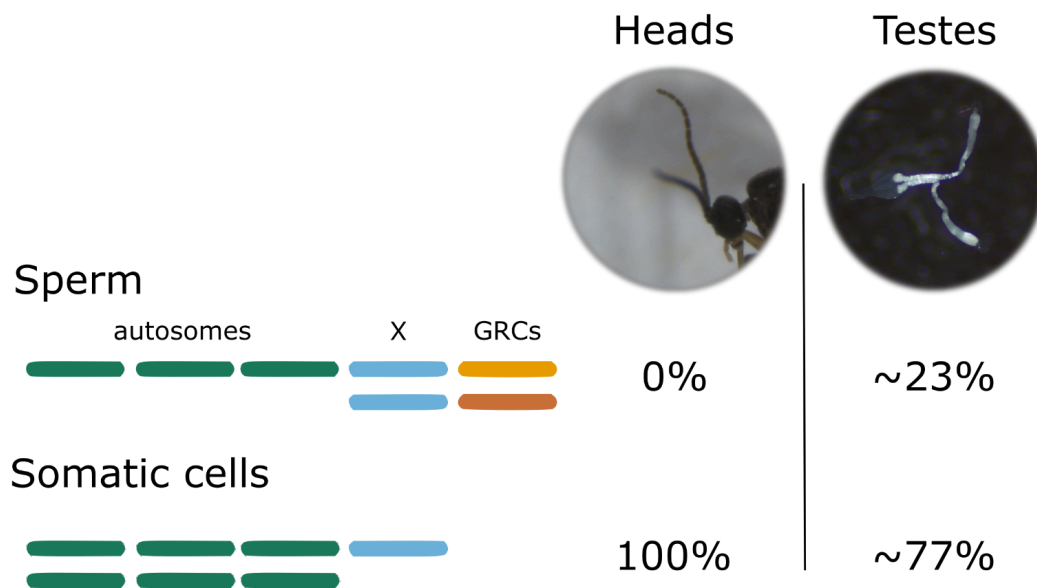 Heads Testes
Sperm
autosomes X GRCs
0% ~23%
Somatic cells
100% ~77%